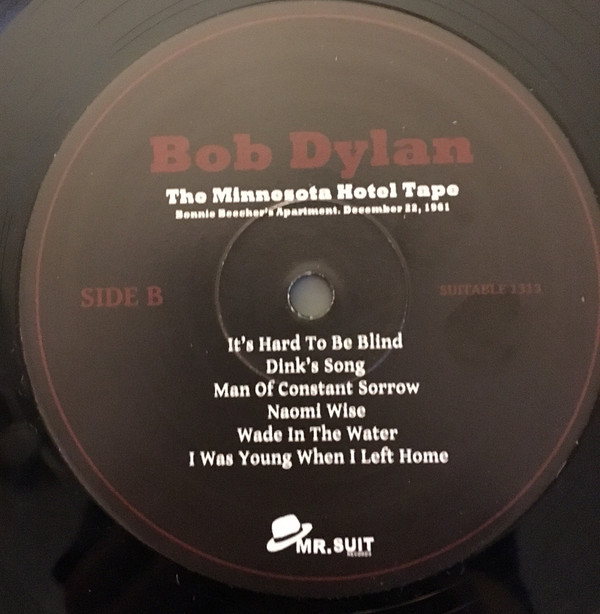 Bob Dylan
The Minnesota Hotel Tape
Bonnie Beecher's Apartment. December 22, 1961
SIDE B
SUITABLE 1333
It's Hard To Be Blind
Dink's Song
Man Of Constant Sorrow
Naomi Wise
Wade In The Water
I Was Young When I Left Home
MR. SUIT
RECORDS